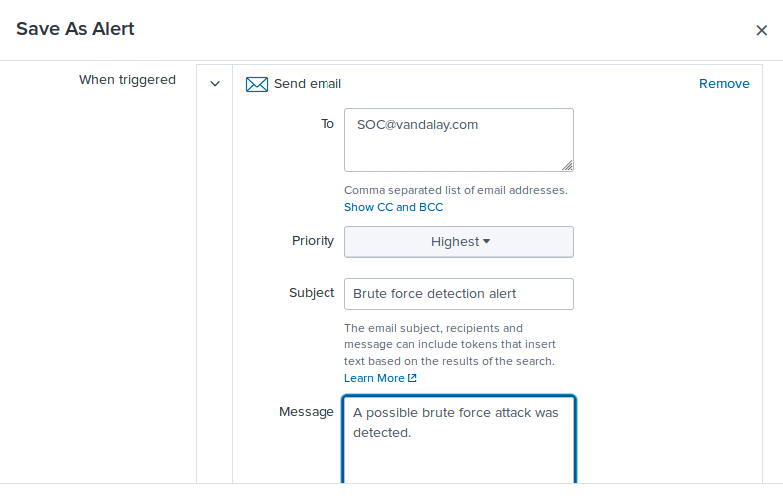 Save As Alert
When triggered
Send email
Remove
To
SOC@vandalay.com
Comma separated list of email addresses.
Show CC and BCC
Priority
Highest
Subject
Brute force detection alert
The email subject, recipients and
message can include tokens that insert
text based on the results of the search.
Learn More
Message
A possible brute force attack was
detected.